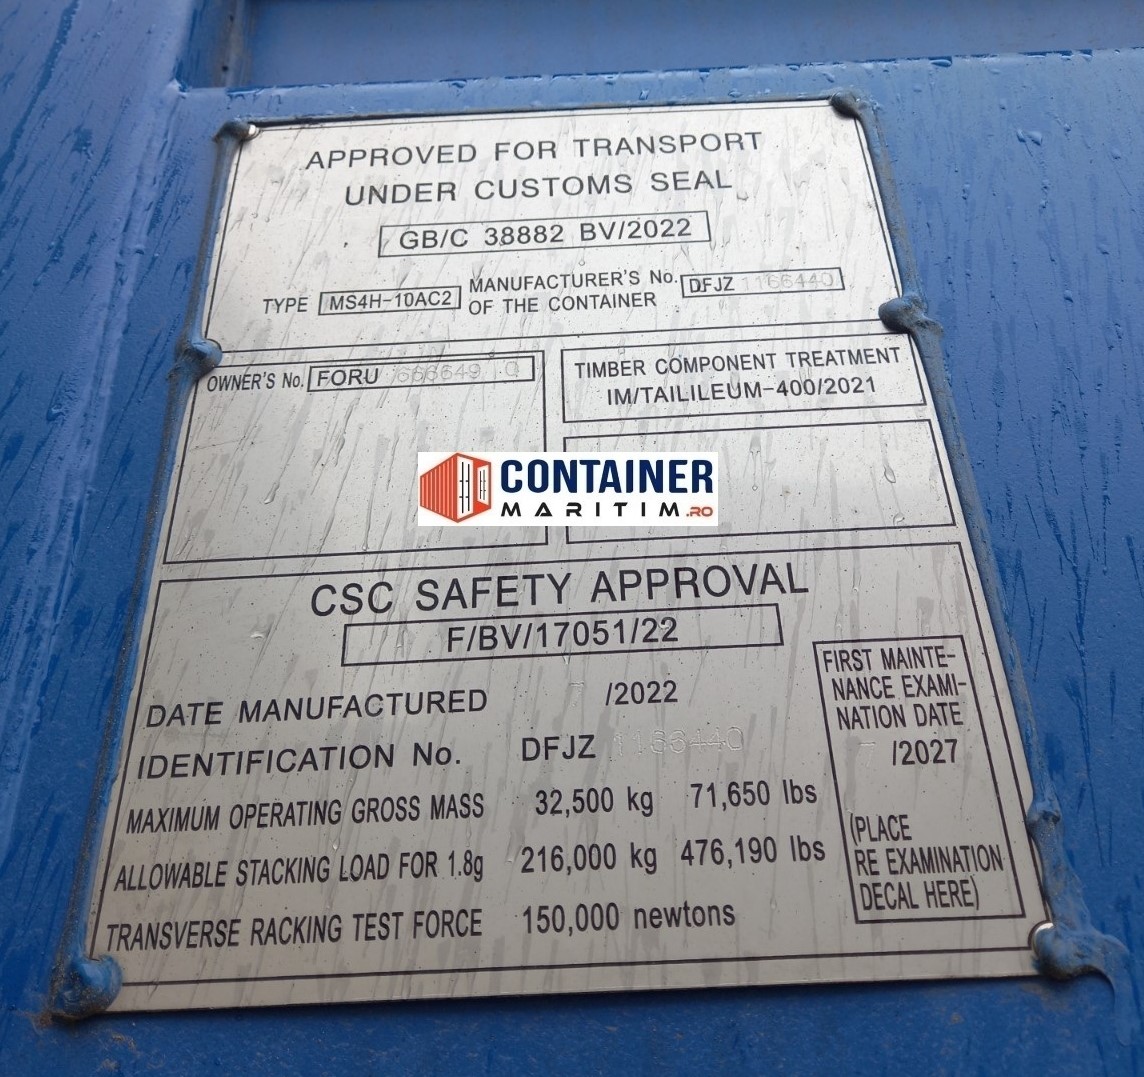 APPROVED FOR TRANSPORT
UNDER CUSTOMS SEAL
GB/C 38882 BV/2022
TYPE MS4H-10AC2 MANUFACTURER'S No. OF THE CONTAINER DFJZ 1166440
OWNER'S No. FORU
TIMBER COMPONENT TREATMENT
IM/TAILILEUM-400/2021
CONTAINER
MARITIM.RO
CSC SAFETY APPROVAL
F/BV/17051/22
DATE MANUFACTURED 7/2022
IDENTIFICATION No. DFJZ 1166440
MAXIMUM OPERATING GROSS MASS 32,500 kg 71,650 lbs
ALLOWABLE STACKING LOAD FOR 1.8g 216,000 kg 476,190 lbs
TRANSVERSE RACKING TEST FORCE 150,000 newtons
FIRST MAINTE-
NANCE EXAMI-
NATION DATE
7/2027
(PLACE
RE EXAMINATION
DECAL HERE)